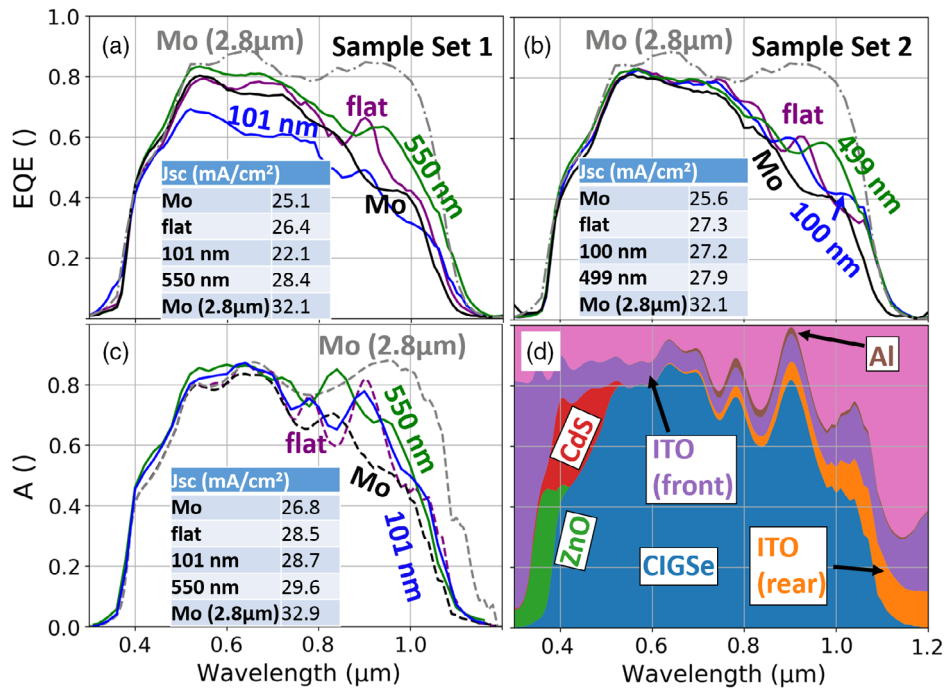 1.0
0.8
0.6
0.4
0.2
EQE ()
(a)
Mo (2.8µm)
Sample Set 1
101 nm
flat
550 nm
Mo
Jsc (mA/cm²)
Mo 25.1
flat 26.4
101 nm 22.1
550 nm 28.4
Mo (2.8µm) 32.1
(b)
Mo (2.8µm)
Sample Set 2
flat
499 nm
Mo
100 nm
Jsc (mA/cm²)
Mo 25.6
flat 27.3
100 nm 27.2
499 nm 27.9
Mo (2.8µm) 32.1
0.8
0.6
0.4
0.2
0.0
A ()
(c)
Mo (2.8µm)
550 nm
flat
Mo
101 nm
Jsc (mA/cm²)
Mo 26.8
flat 28.5
101 nm 28.7
550 nm 29.6
Mo (2.8µm) 32.9
0.4 0.6 0.8 1.0
Wavelength (µm)
(d)
Al
CdS
ITO
(front)
ZnO
CIGSe
ITO
(rear)
0.4 0.6 0.8 1.0 1.2
Wavelength (µm)